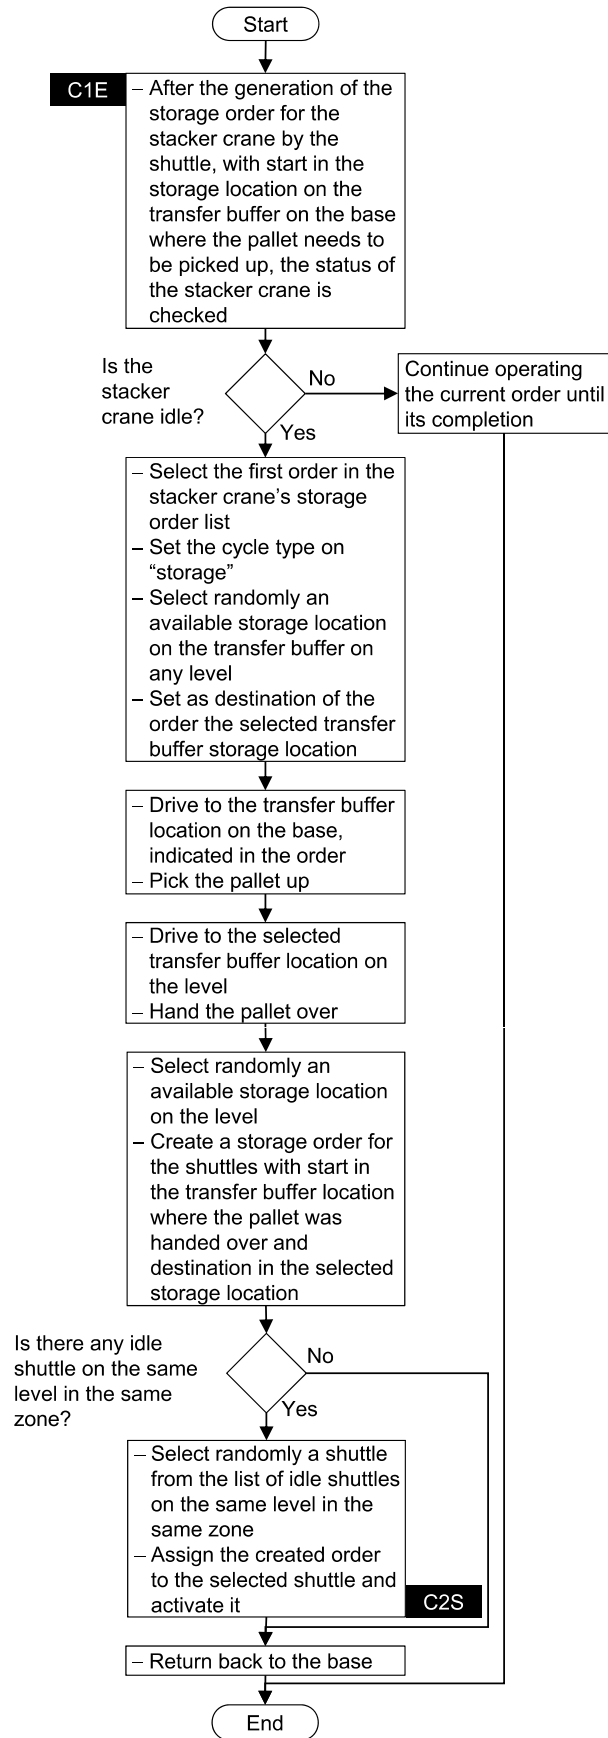 Start
C1E
– After the generation of the
storage order for the
stacker crane by the
shuttle, with start in the
storage location on the
transfer buffer on the base
where the pallet needs to
be picked up, the status of
the stacker crane is
checked
Is the
stacker
crane idle?
No
Continue operating
the current order until
its completion
Yes
– Select the first order in the
stacker crane’s storage
order list
– Set the cycle type on
“storage”
– Select randomly an
available storage location
on the transfer buffer on
any level
– Set as destination of the
order the selected transfer
buffer storage location
– Drive to the transfer buffer
location on the base,
indicated in the order
– Pick the pallet up
– Drive to the selected
transfer buffer location on
the level
– Hand the pallet over
– Select randomly an
available storage location
on the level
– Create a storage order for
the shuttles with start in
the transfer buffer location
where the pallet was
handed over and
destination in the selected
storage location
Is there any idle
shuttle on the same
level in the same
zone?
No
Yes
– Select randomly a shuttle
from the list of idle shuttles
on the same level in the
same zone
– Assign the created order
to the selected shuttle and
activate it
C2S
– Return back to the base
End